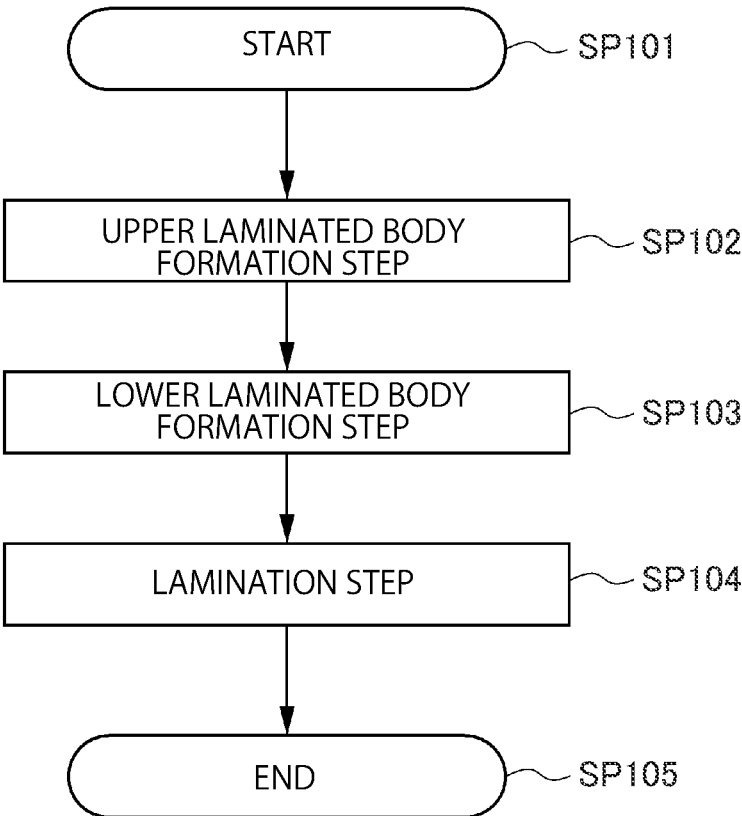 START
SP101
UPPER LAMINATED BODY
FORMATION STEP
SP102
LOWER LAMINATED BODY
FORMATION STEP
SP103
LAMINATION STEP
SP104
END
SP105